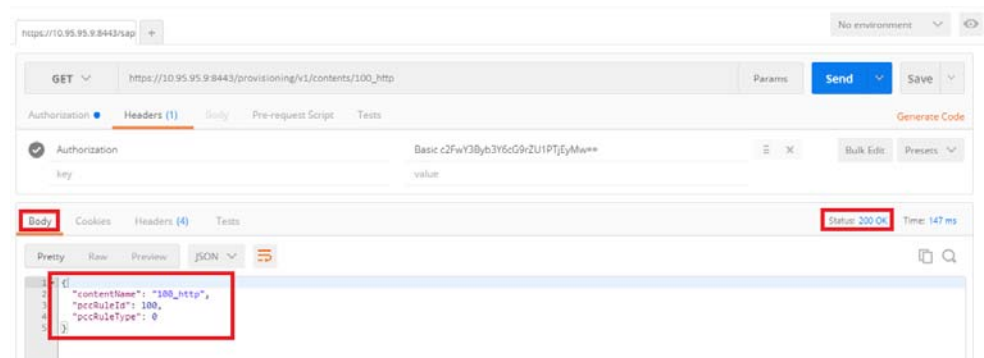 https://10.95.95.9:8443/sap +
No environment
GET https://10.95.95.9:8443/provisioning/v1/contents/100_http Params Send Save
Authorization Headers (1) Body Pre-request Script Tests Generate Code
Authorization Basic c2FwY3Byb3Y6cG9rZU1PTjEyMw== Bulk Edit Presets
key value
Body Cookies Headers (4) Tests Status: 200 OK Time: 147 ms
Pretty Raw Preview JSON
1 {
2 "contentName": "100_http",
3 "pccRuleId": 100,
4 "pccRuleType": 0
5 }